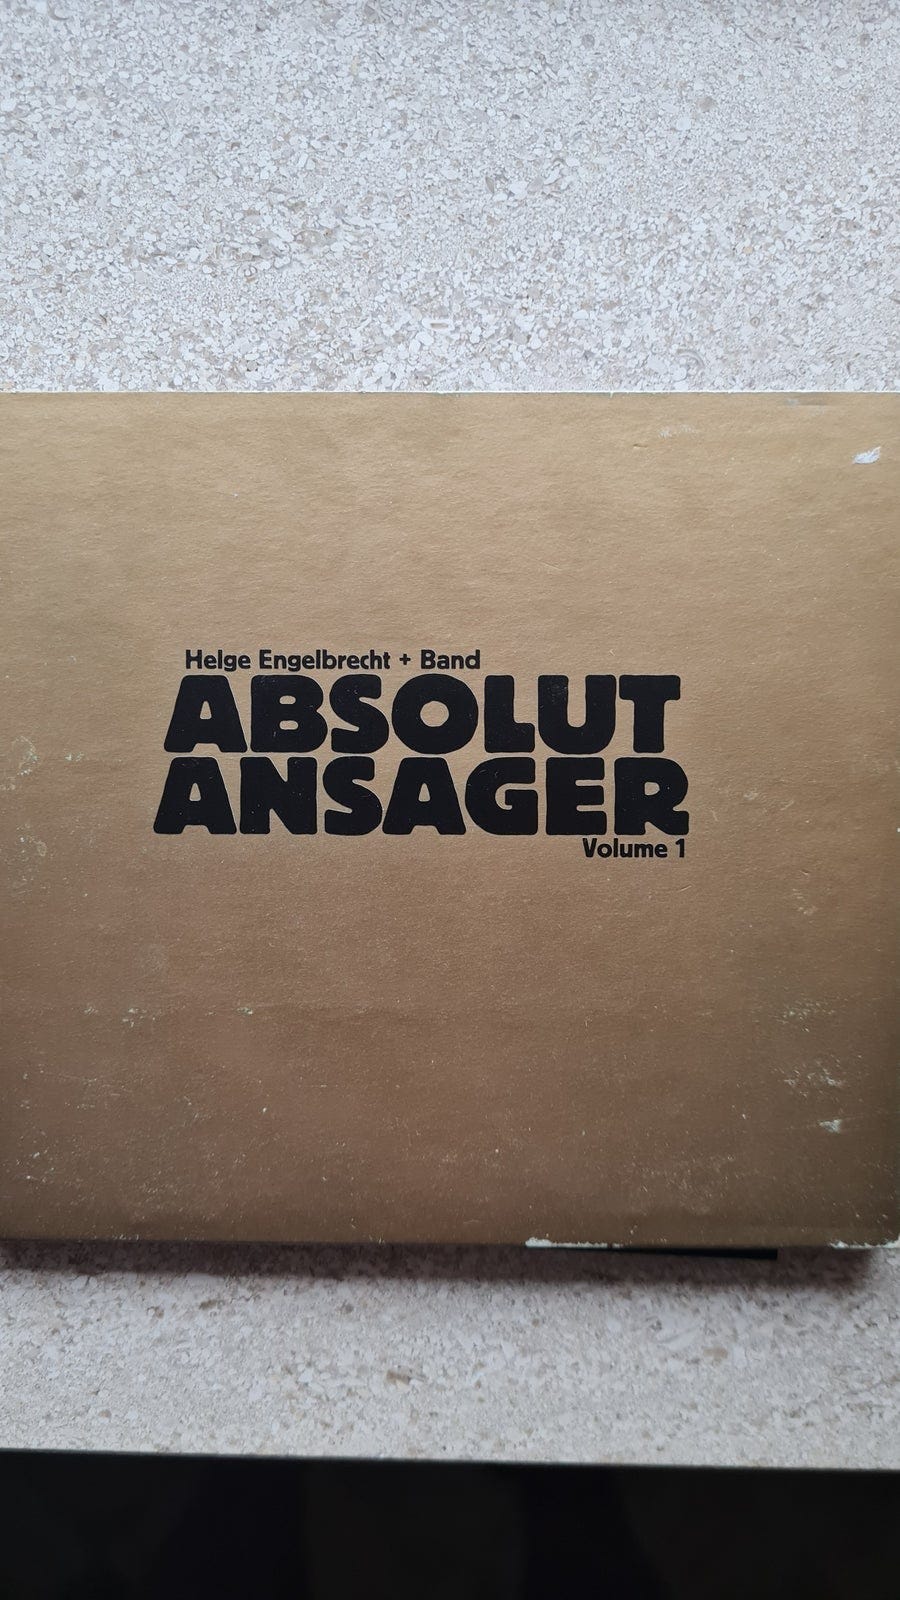 Helge Engelbrecht + Band
ABSOLUT
ANSAGER
Volume 1